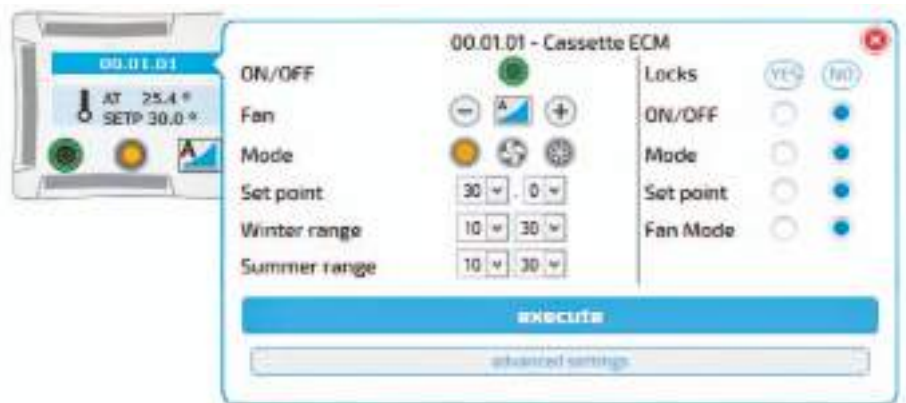 00.01.01
AT 25.4 °
SETP 30.0 °
A
00.01.01 - Cassette ECM
ON/OFF
Fan
A
Mode
Set point
30 . 0
Winter range
10 30
Summer range
10 30
Locks YES NO
ON/OFF
Mode
Set point
Fan Mode
execute
advanced settings